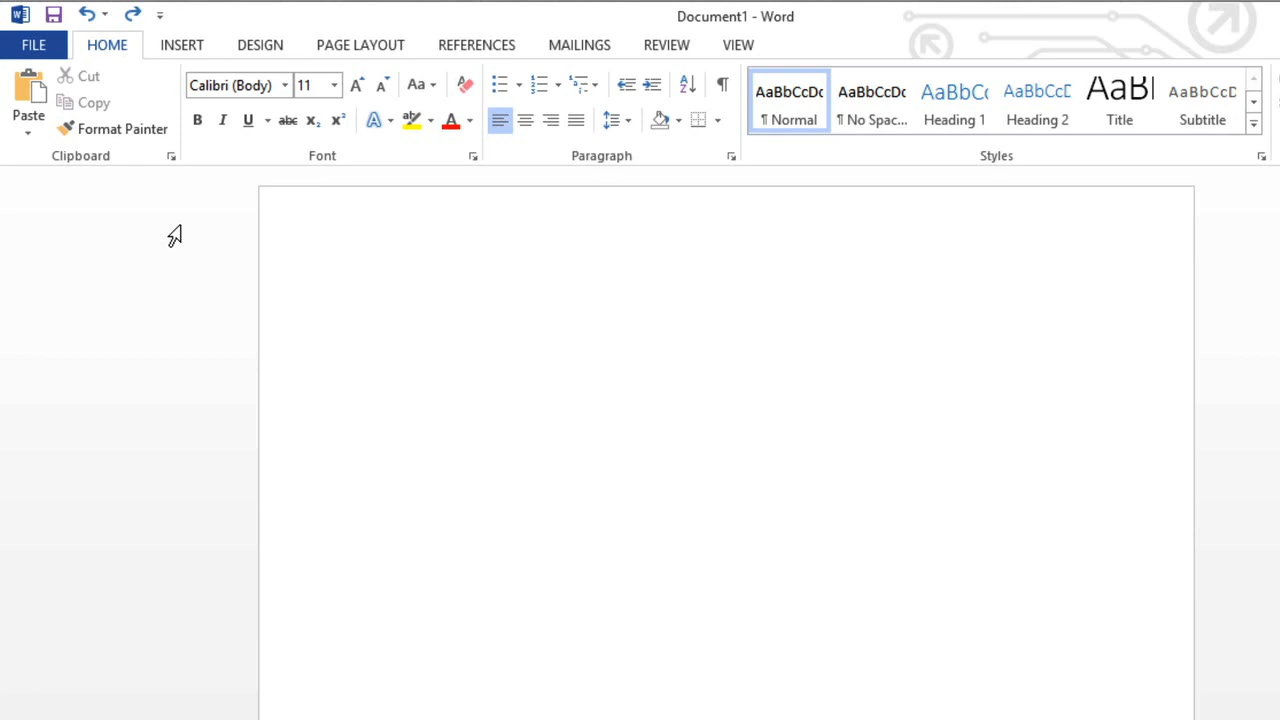 Document1 - Word
FILE HOME INSERT DESIGN PAGE LAYOUT REFERENCES MAILINGS REVIEW VIEW
Paste
Cut
Copy
Format Painter
Clipboard
Calibri (Body) 11 Aa
B I U abc x₂ x² A ab A
Font
Paragraph
AaBbCcDc AaBbCcDc AaBbCc AaBbCcD AaBl AaBbCcD
¶ Normal ¶ No Spac... Heading 1 Heading 2 Title Subtitle
Styles